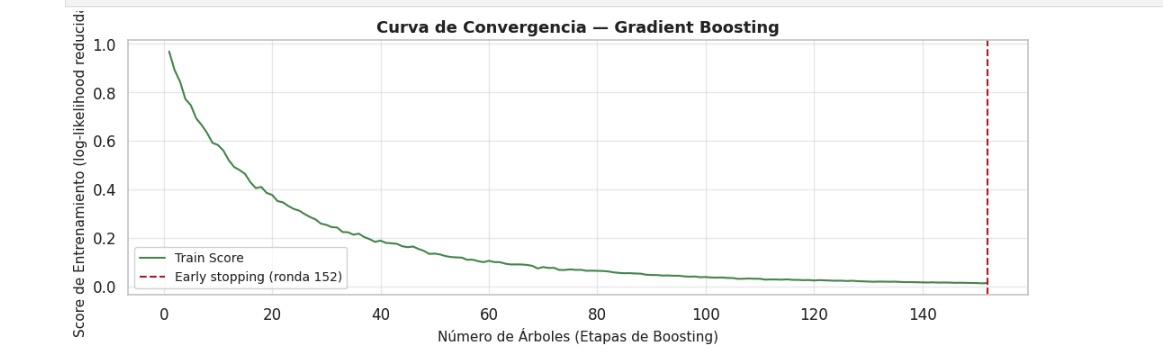 Curva de Convergencia — Gradient Boosting
Score de Entrenamiento (log-likelihood reducida
1.0
0.8
0.6
0.4
0.2
0.0
Train Score
Early stopping (ronda 152)
0 20 40 60 80 100 120 140
Número de Árboles (Etapas de Boosting)